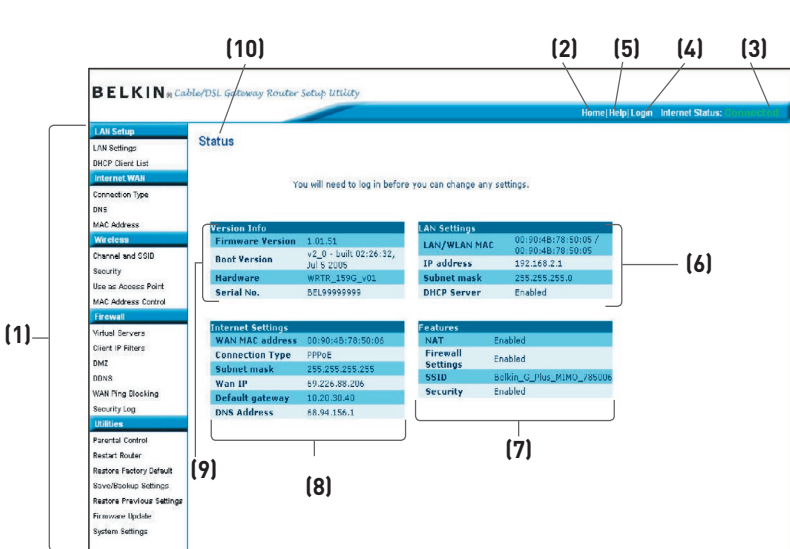 (10) (2) (5) (4) (3)
BELKIN® Cable/DSL Gateway Router Setup Utility
Home|Help|Login Internet Status: Connected
LAN Setup
LAN Settings
DHCP Client List
Internet WAN
Connection Type
DNS
MAC Address
Wireless
Channel and SSID
Security
Use as Access Point
MAC Address Control
Firewall
Virtual Servers
Client IP Filters
DMZ
DDNS
WAN Ping Blocking
Security Log
Utilities
Parental Control
Restart Router
Restore Factory Default
Save/Backup Settings
Restore Previous Settings
Firmware Update
System Settings
(1)
Status
You will need to log in before you can change any settings.
Version Info
Firmware Version 1.01.51
Boot Version v2_0 - built 02:26:32,
Jul 5 2005
Hardware WRTR_159G_v01
Serial No. BEL99999999
(9)
LAN Settings
LAN/WLAN MAC 00:90:4B:78:50:05 /
00:90:4B:78:50:05
IP address 192.168.2.1
Subnet mask 255.255.255.0
DHCP Server Enabled
(6)
Internet Settings
WAN MAC address 00:90:4B:78:50:06
Connection Type PPPoE
Subnet mask 255.255.255.255
Wan IP 69.226.88.206
Default gateway 10.20.30.40
DNS Address 68.94.156.1
(8)
Features
NAT Enabled
Firewall
Settings Enabled
SSID Belkin_G_Plus_MIMO_785006
Security Enabled
(7)